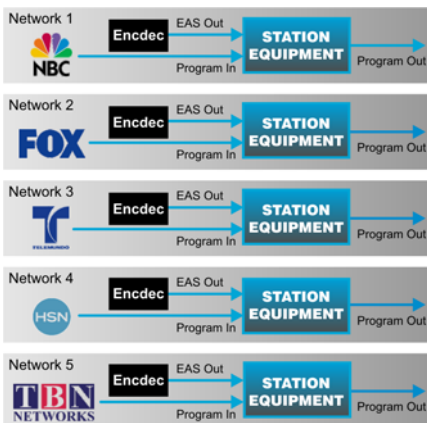 Network 1
NBC
Encdec
EAS Out
Program In
STATION
EQUIPMENT
Program Out
Network 2
FOX
Encdec
EAS Out
Program In
STATION
EQUIPMENT
Program Out
Network 3
TELEMUNDO
Encdec
EAS Out
Program In
STATION
EQUIPMENT
Program Out
Network 4
HSN
Encdec
EAS Out
Program In
STATION
EQUIPMENT
Program Out
Network 5
TBN
NETWORKS
Encdec
EAS Out
Program In
STATION
EQUIPMENT
Program Out